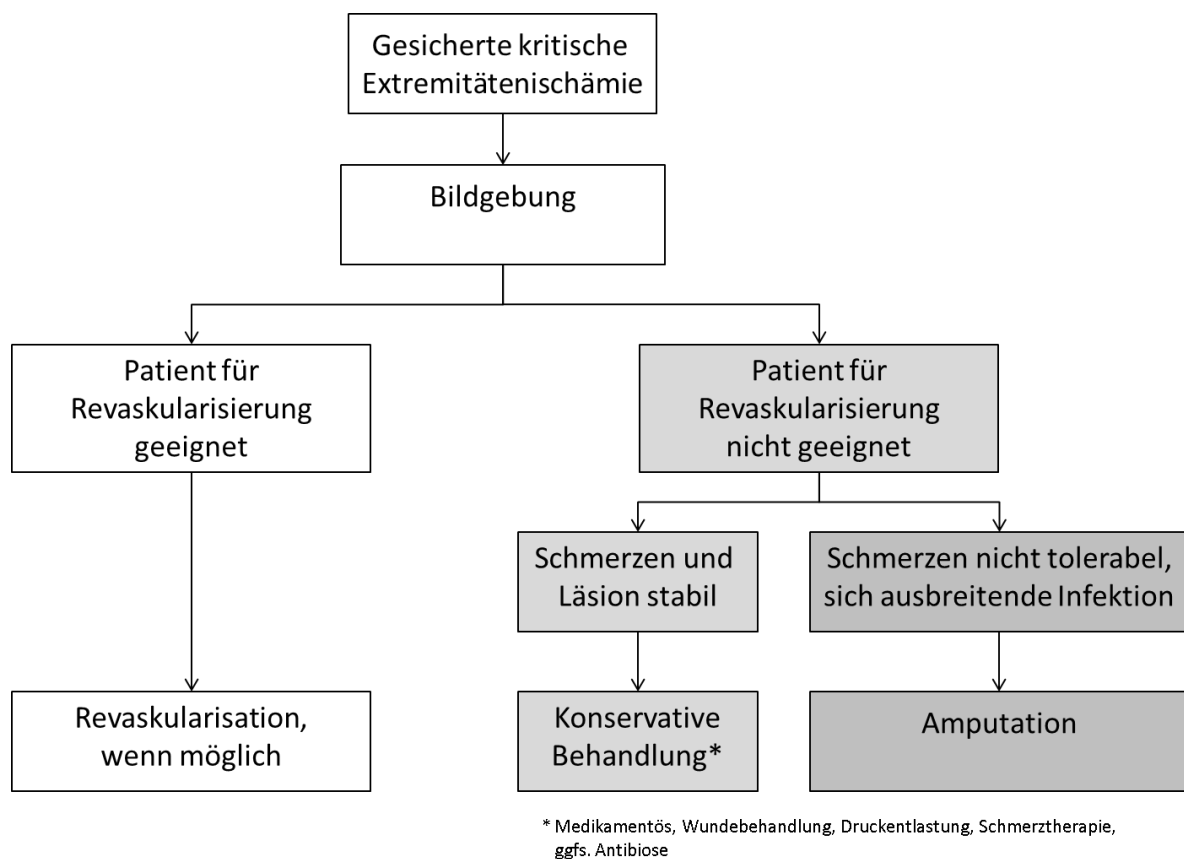 Gesicherte kritische
Extremitätenischämie
Bildgebung
Patient für
Revaskularisierung
geeignet
Patient für
Revaskularisierung
nicht geeignet
Schmerzen und
Läsion stabil
Schmerzen nicht tolerabel,
sich ausbreitende Infektion
Revaskularisation,
wenn möglich
Konservative
Behandlung*
Amputation
* Medikamentös, Wundebehandlung, Druckentlastung, Schmerztherapie,
ggfs. Antibiose